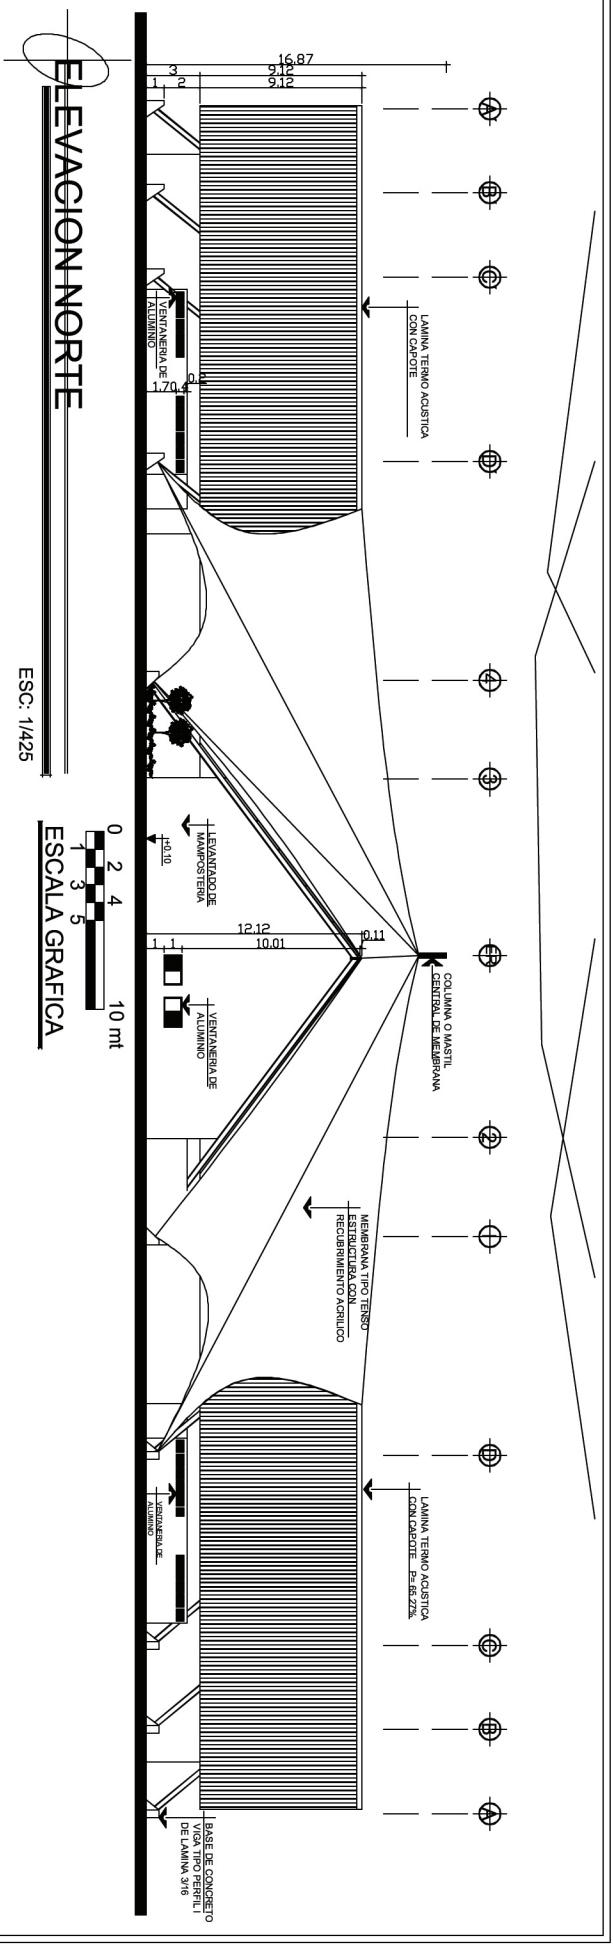 A'
B'
C'
D'
4
3
ER
2
1
D
C
B
A
16.87
3
9.12
1
2
9.12
LAMINA TERMO ACUSTICA
CON CAPOTE
VENTANERIA DE
ALUMINIO
0.2
1.70.4
COLUMNA O MASTIL
CENTRAL DE MEMBRANA
12.12
0.11
1
1
10.01
LEVANTADO DE
MAMPOSTERIA
+0.10
VENTANERIA DE
ALUMINIO
MEMBRANA TIPO TENSO
ESTRUCTURA CON
RECUBRIMIENTO ACRILICO
LAMINA TERMO ACUSTICA
CON CAPOTE P= 65.27%
VENTANERIA DE
ALUMINIO
BASE DE CONCRETO
VIGA TIPO PERFIL I
DE LAMINA 3/16
ELEVACION NORTE
ESC: 1/425
0 2 4 10 mt
1 3 5
ESCALA GRAFICA